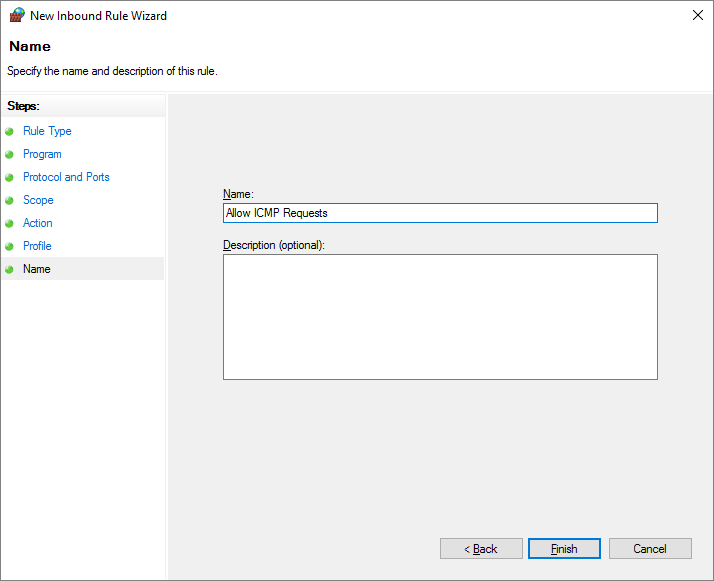 New Inbound Rule Wizard
Name
Specify the name and description of this rule.
Steps:
Rule Type
Program
Protocol and Ports
Scope
Action
Profile
Name
Name:
Allow ICMP Requests
Description (optional):
< Back
Finish
Cancel